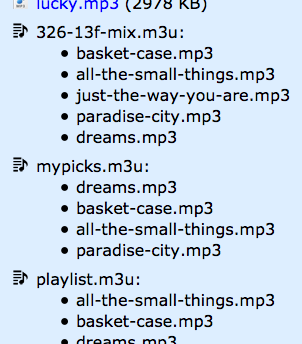 lucky.mp3 (2978 KB)
326-13f-mix.m3u:
basket-case.mp3
all-the-small-things.mp3
just-the-way-you-are.mp3
paradise-city.mp3
dreams.mp3
mypicks.m3u:
dreams.mp3
basket-case.mp3
all-the-small-things.mp3
paradise-city.mp3
playlist.m3u:
all-the-small-things.mp3
basket-case.mp3
dreams.mp3